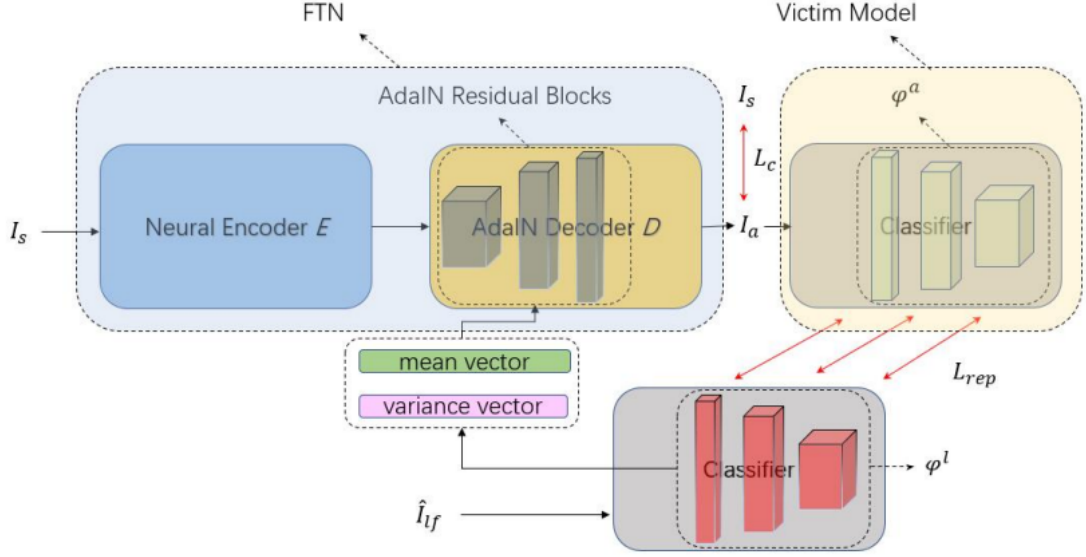 FTN
Victim Model
AdaIN Residual Blocks
I_s
φ^a
L_c
I_s
Neural Encoder E
AdaIN Decoder D
I_a
Classifier
mean vector
variance vector
L_rep
Classifier
φ^l
Î_lf